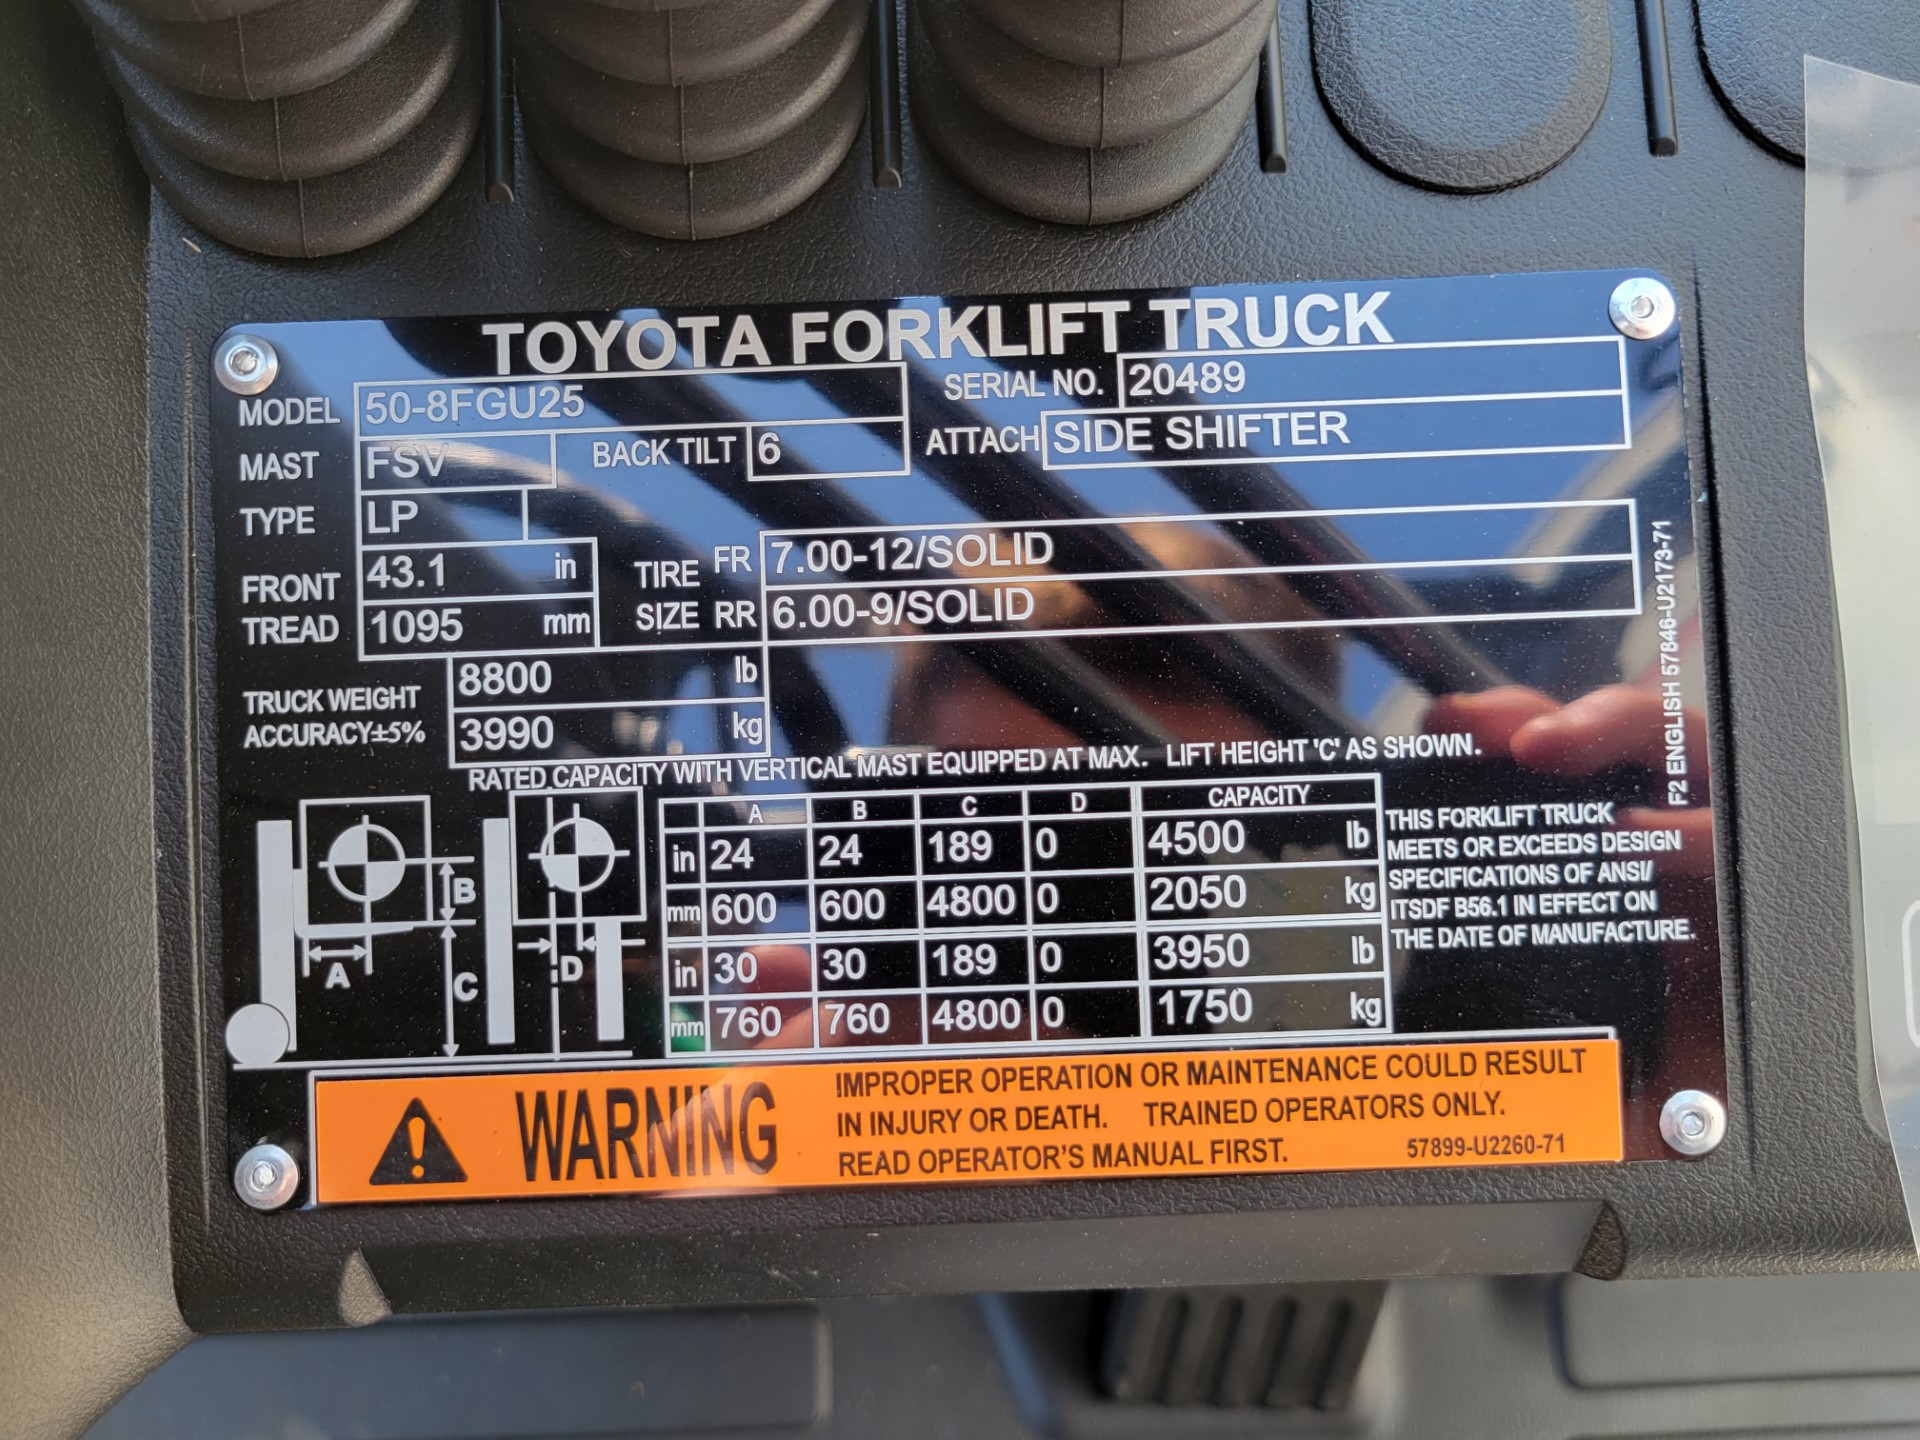 TOYOTA FORKLIFT TRUCK
MODEL 50-8FGU25 SERIAL NO. 20489
MAST FSV BACK TILT 6 ATTACH SIDE SHIFTER
TYPE LP
FRONT TREAD 43.1 in TIRE SIZE FR 7.00-12/SOLID
1095 mm RR 6.00-9/SOLID
TRUCK WEIGHT 8800 lb
ACCURACY±5% 3990 kg
RATED CAPACITY WITH VERTICAL MAST EQUIPPED AT MAX. LIFT HEIGHT 'C' AS SHOWN.
A B C D CAPACITY
in 24 24 189 0 4500 lb
mm 600 600 4800 0 2050 kg
in 30 30 189 0 3950 lb
mm 760 760 4800 0 1750 kg
B
A
C
D
THIS FORKLIFT TRUCK
MEETS OR EXCEEDS DESIGN
SPECIFICATIONS OF ANSI/
ITSDF B56.1 IN EFFECT ON
THE DATE OF MANUFACTURE.
F2 ENGLISH 57846-U2173-71
WARNING
IMPROPER OPERATION OR MAINTENANCE COULD RESULT
IN INJURY OR DEATH. TRAINED OPERATORS ONLY.
READ OPERATOR'S MANUAL FIRST. 57899-U2260-71